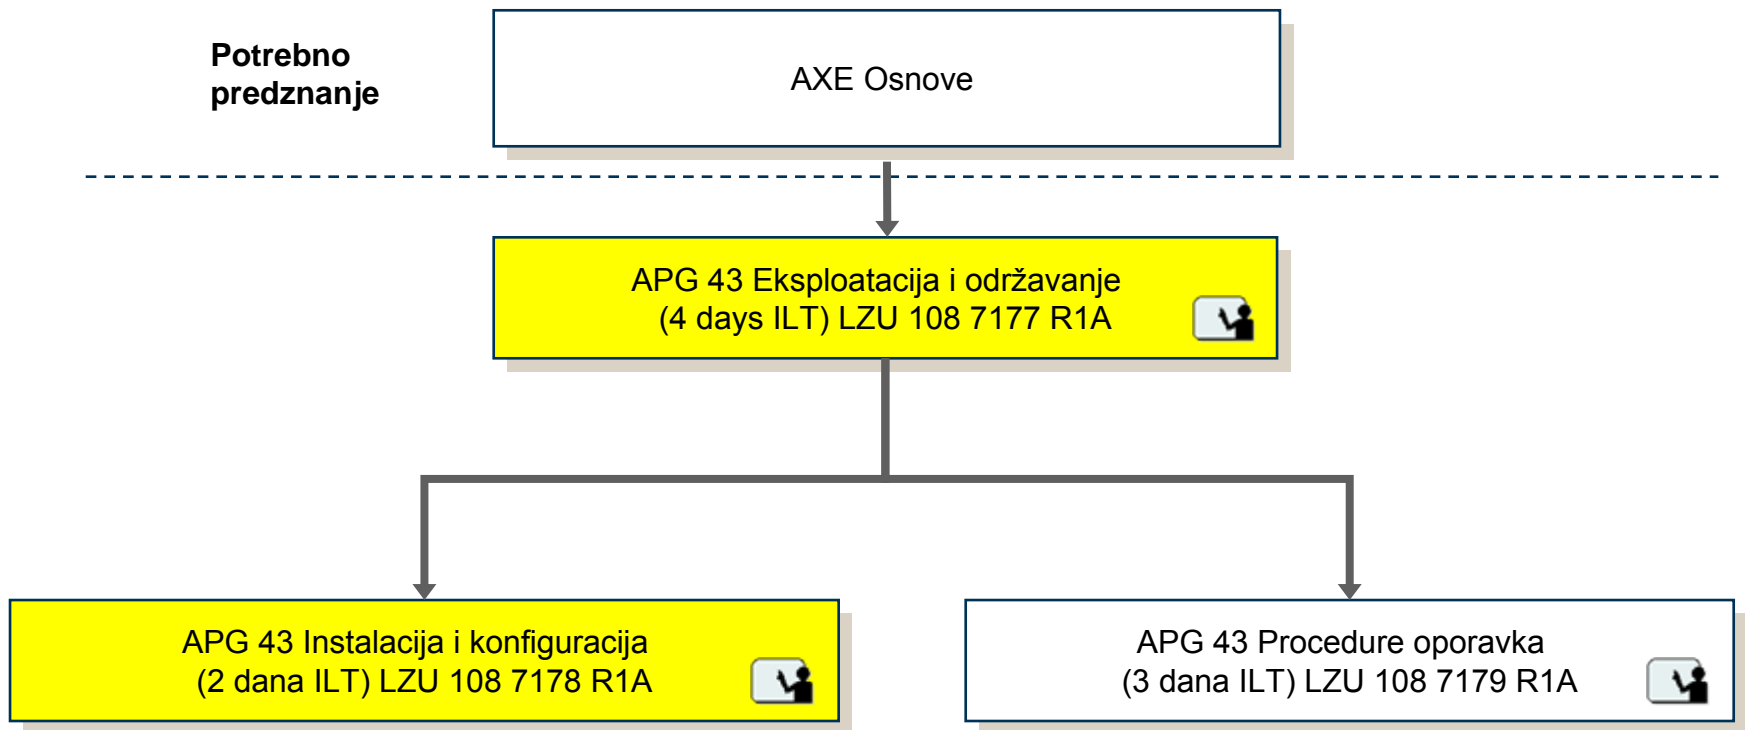 Potrebno
predznanje
AXE Osnove
APG 43 Eksploatacija i održavanje
(4 days ILT) LZU 108 7177 R1A
APG 43 Instalacija i konfiguracija
(2 dana ILT) LZU 108 7178 R1A
APG 43 Procedure oporavka
(3 dana ILT) LZU 108 7179 R1A